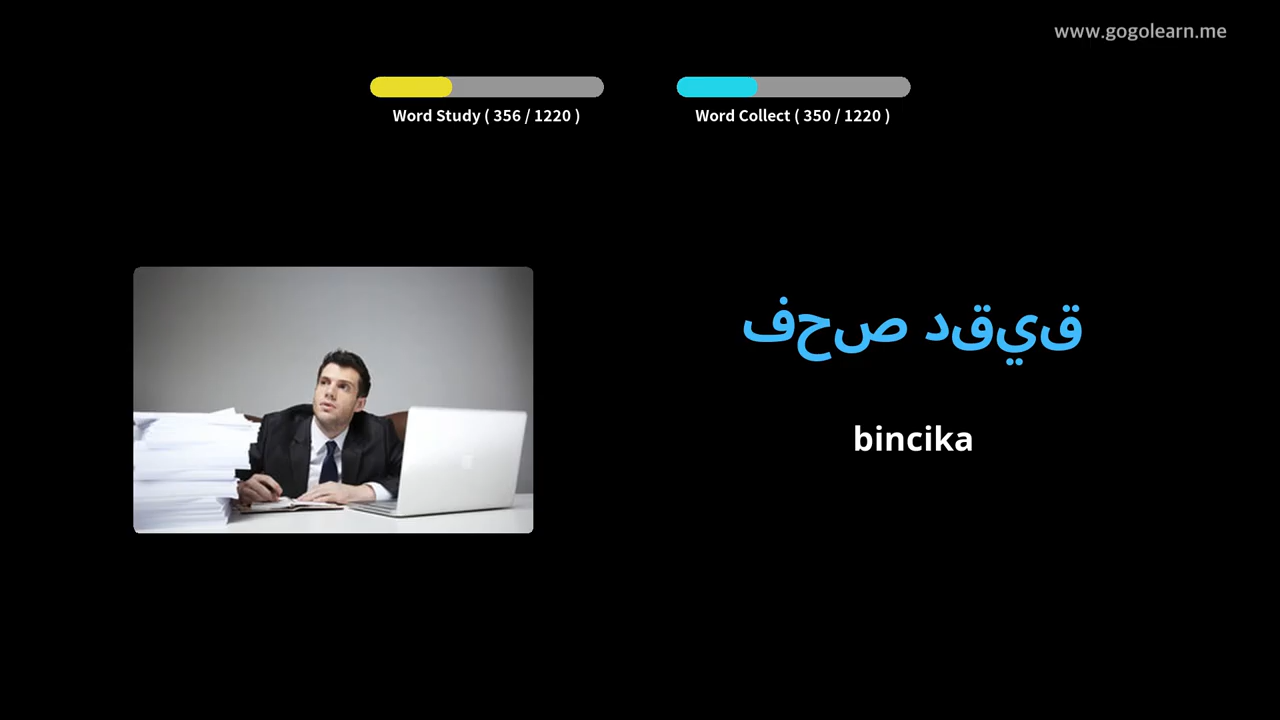 www.gogolearn.me
Word Study ( 356 / 1220 )
Word Collect ( 350 / 1220 )
فحص دقيق
bincika